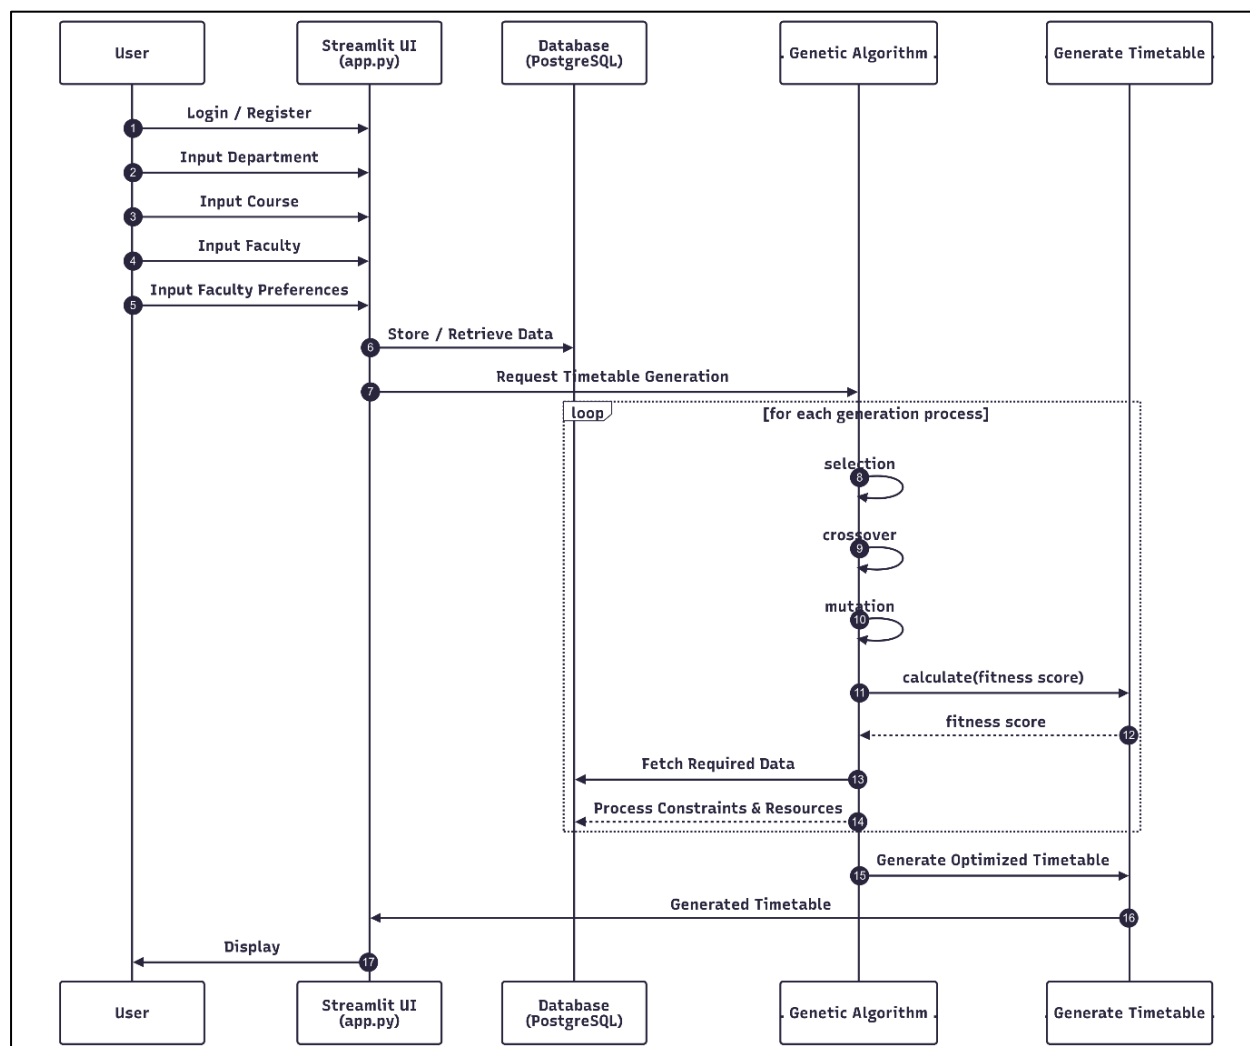 User
Streamlit UI
(app.py)
Database
(PostgreSQL)
. Genetic Algorithm .
. Generate Timetable .
Login / Register
1
Input Department
2
Input Course
3
Input Faculty
4
Input Faculty Preferences
5
Store / Retrieve Data
6
Request Timetable Generation
7
loop
[for each generation process]
selection
8
crossover
9
mutation
10
calculate(fitness score)
11
fitness score
12
Fetch Required Data
13
Process Constraints & Resources
14
Generate Optimized Timetable
15
Generated Timetable
16
Display
17
User
Streamlit UI
(app.py)
Database
(PostgreSQL)
. Genetic Algorithm .
. Generate Timetable .